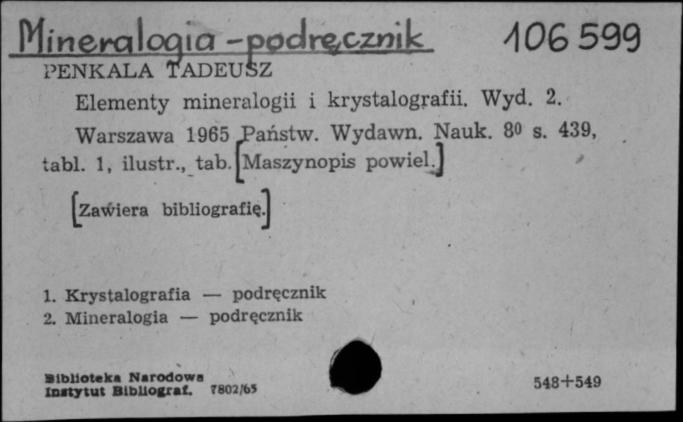 Mineralogia - podręcznik 106 599
PENKALA TADEUSZ
Elementy mineralogii i krystalografii. Wyd. 2.
Warszawa 1965 Państw. Wydawn. Nauk. 8º s. 439,
tabl. 1, ilustr., tab. [Maszynopis powiel.]
[Zawiera bibliografię.]
1. Krystalografia — podręcznik
2. Mineralogia — podręcznik
Biblioteka Narodowa
Instytut Bibliograf. 7802/65
548+549